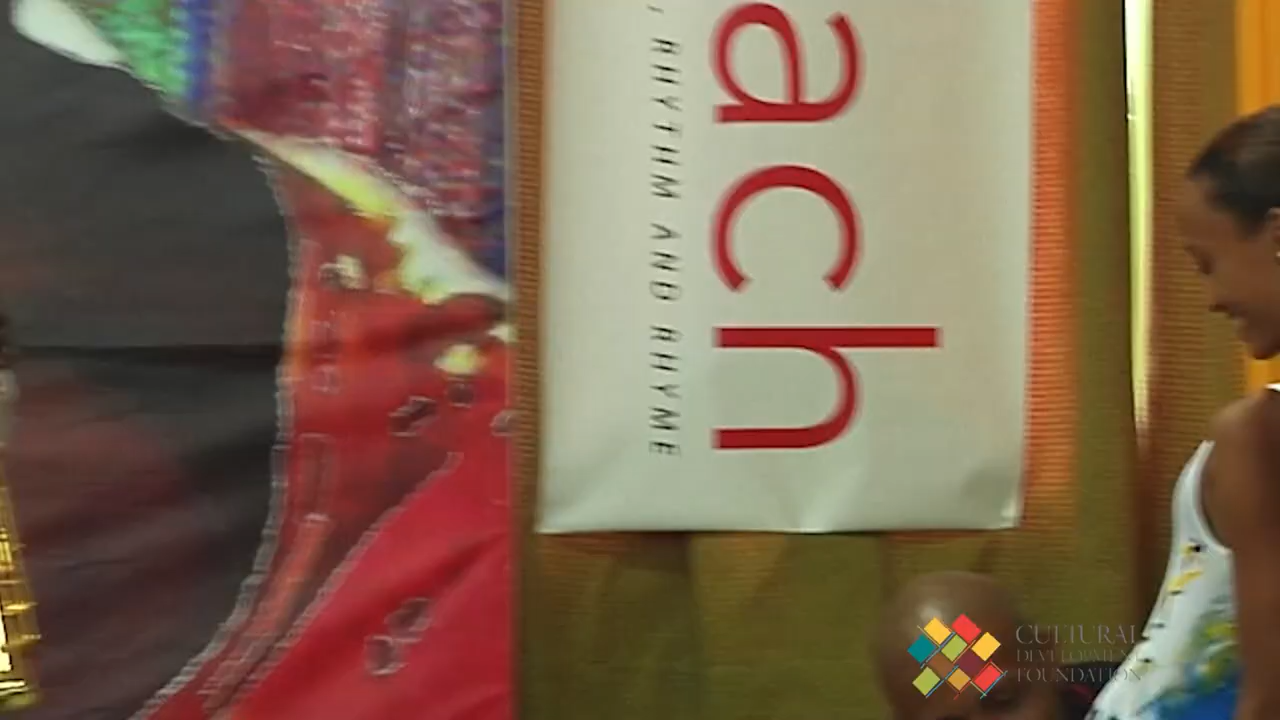 ach
, RHYTHM AND RHYME
CULTURAL
DEVELOPMENT
FOUNDATION